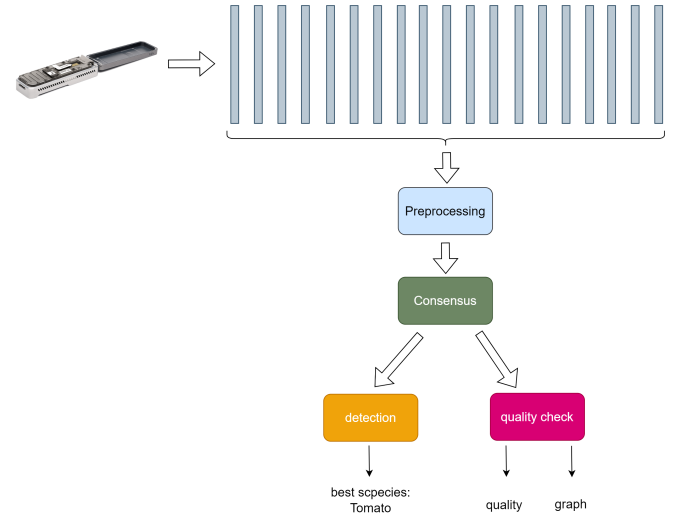 Preprocessing
Consensus
detection
quality check
best scpecies:
Tomato
quality
graph